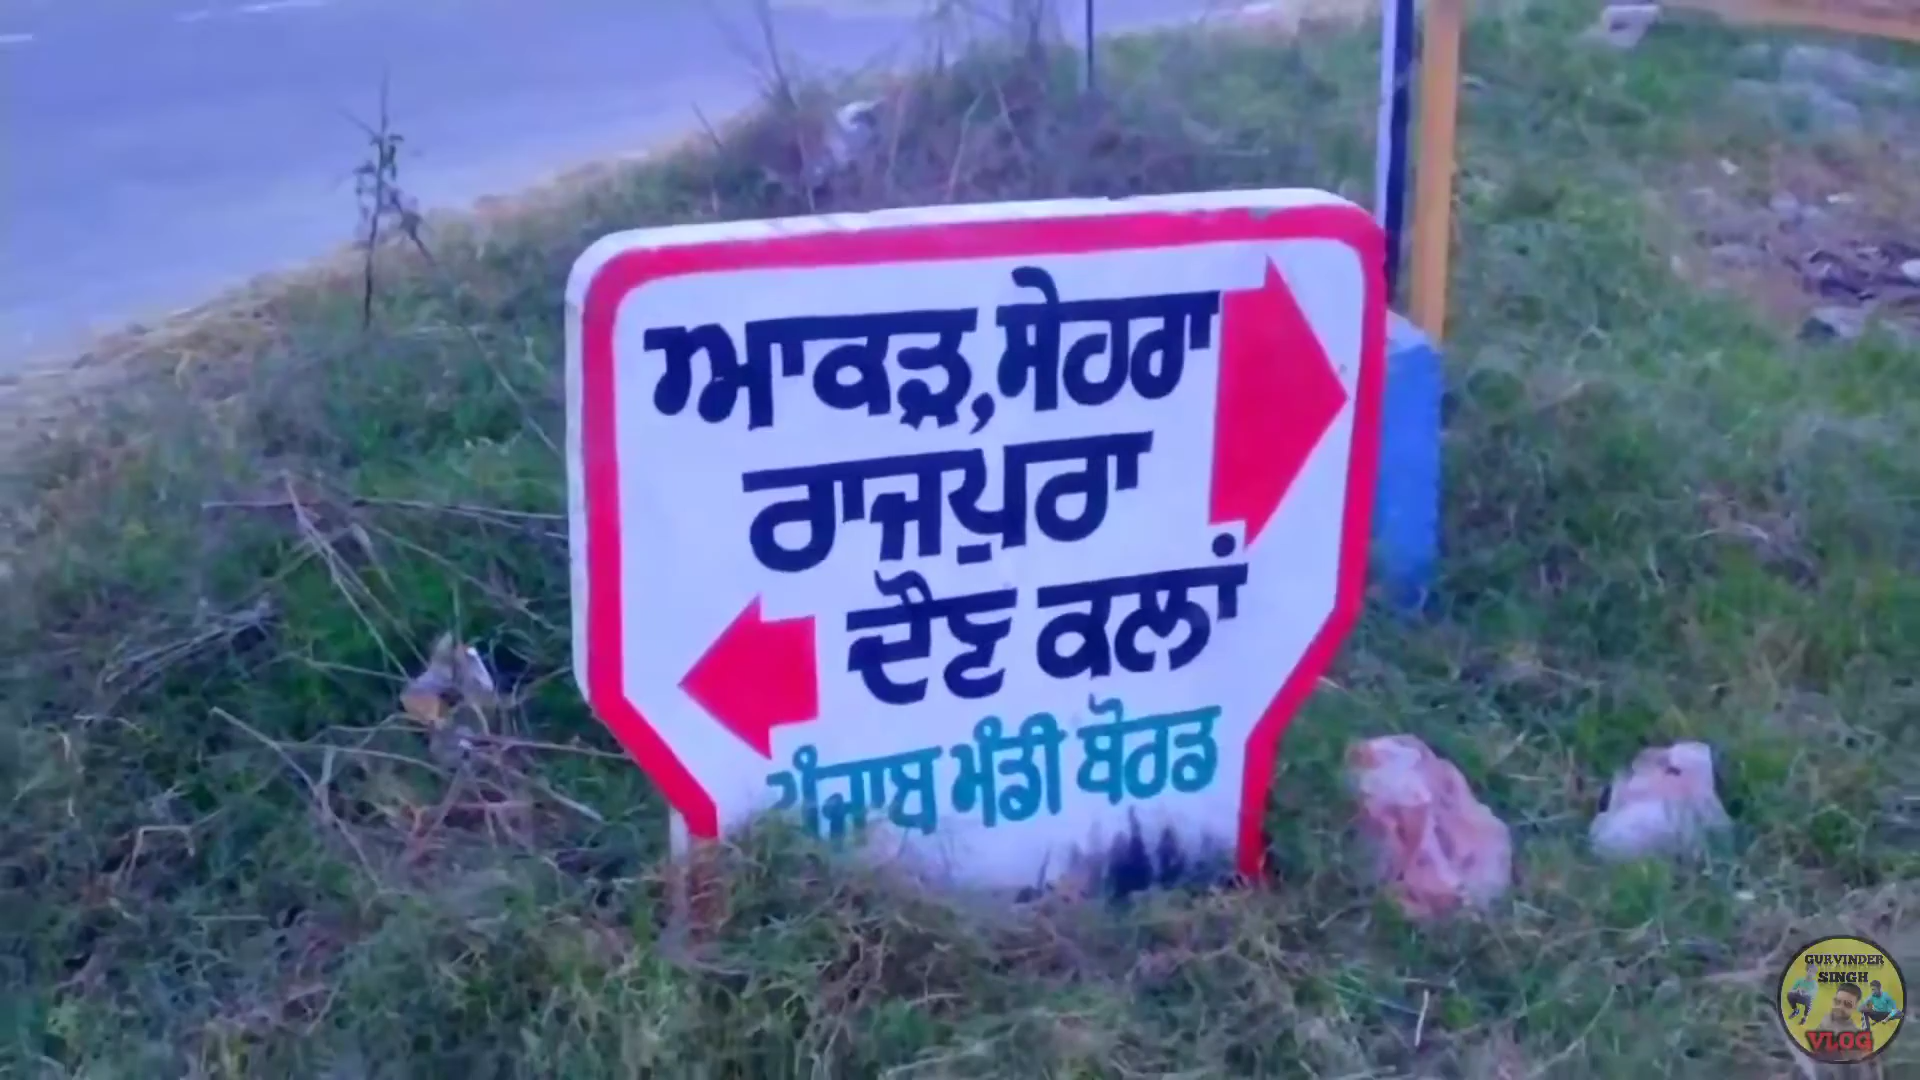 ਆਕੜ,ਸੇਹਰਾ
ਰਾਜਪੁਰਾ
ਦੌਣ ਕਲਾਂ
ਪੰਜਾਬ ਮੰਡੀ ਬੋਰਡ
GURVINDER
SINGH
VLOG